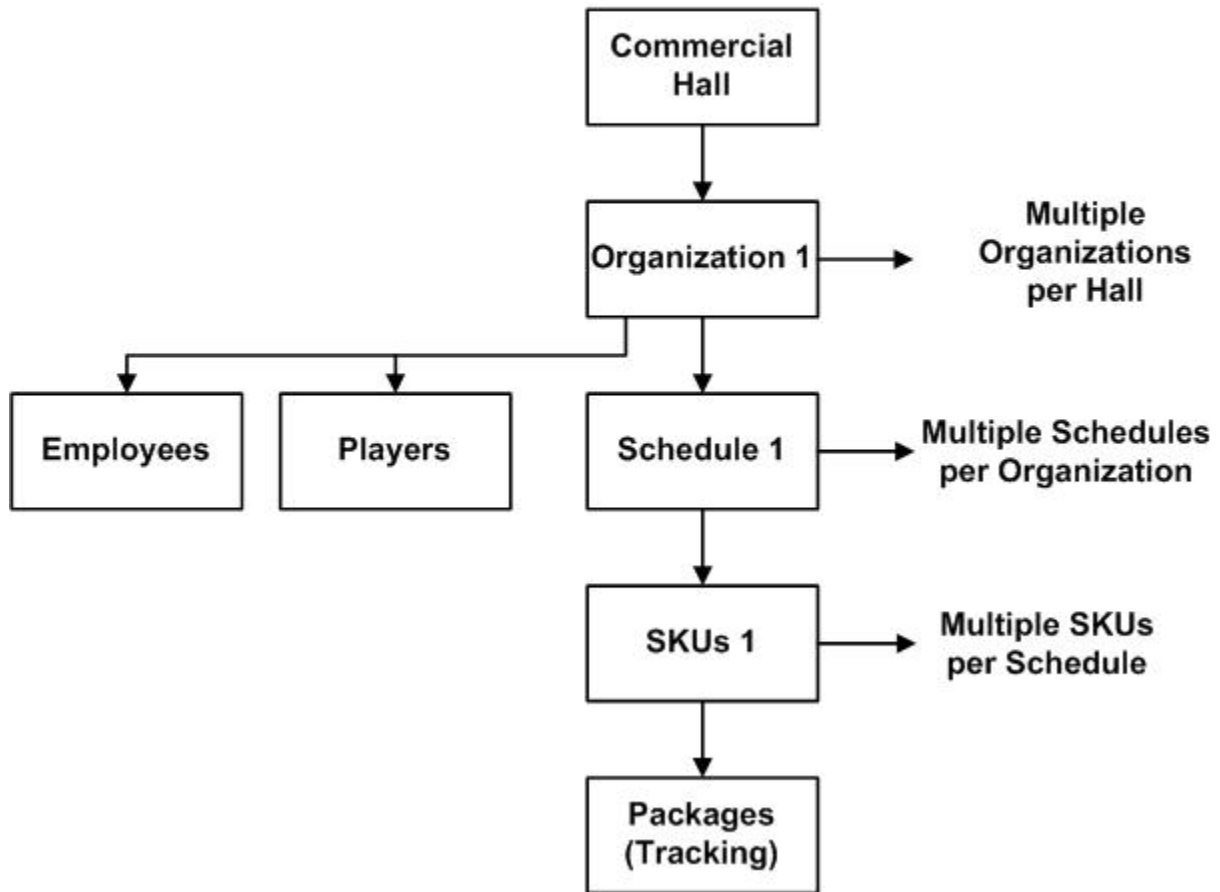 Commercial
Hall
Organization 1
Multiple
Organizations
per Hall
Employees
Players
Schedule 1
Multiple Schedules
per Organization
SKUs 1
Multiple SKUs
per Schedule
Packages
(Tracking)